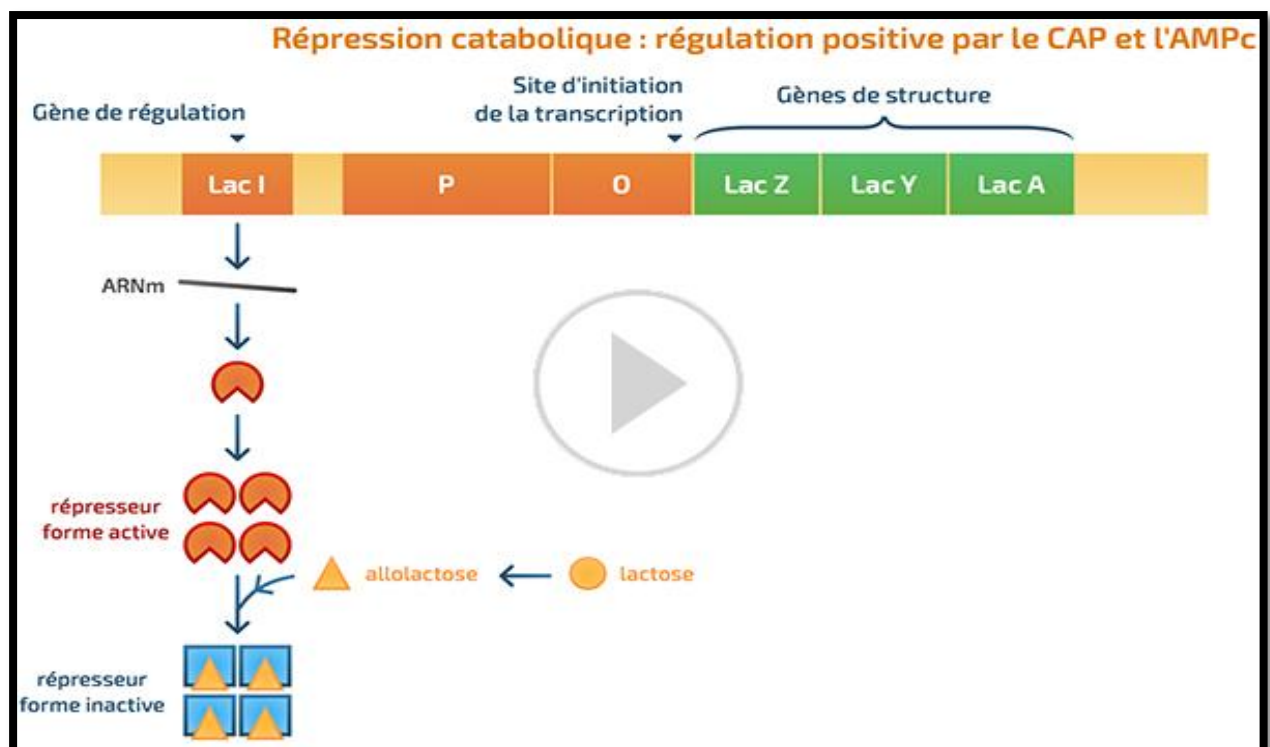 Répression catabolique : régulation positive par le CAP et l'AMPc
Site d'initiation
de la transcription
Gènes de structure
Gène de régulation
Lac I
P
O
Lac Z
Lac Y
Lac A
ARNm
répresseur
forme active
allolactose
lactose
répresseur
forme inactive